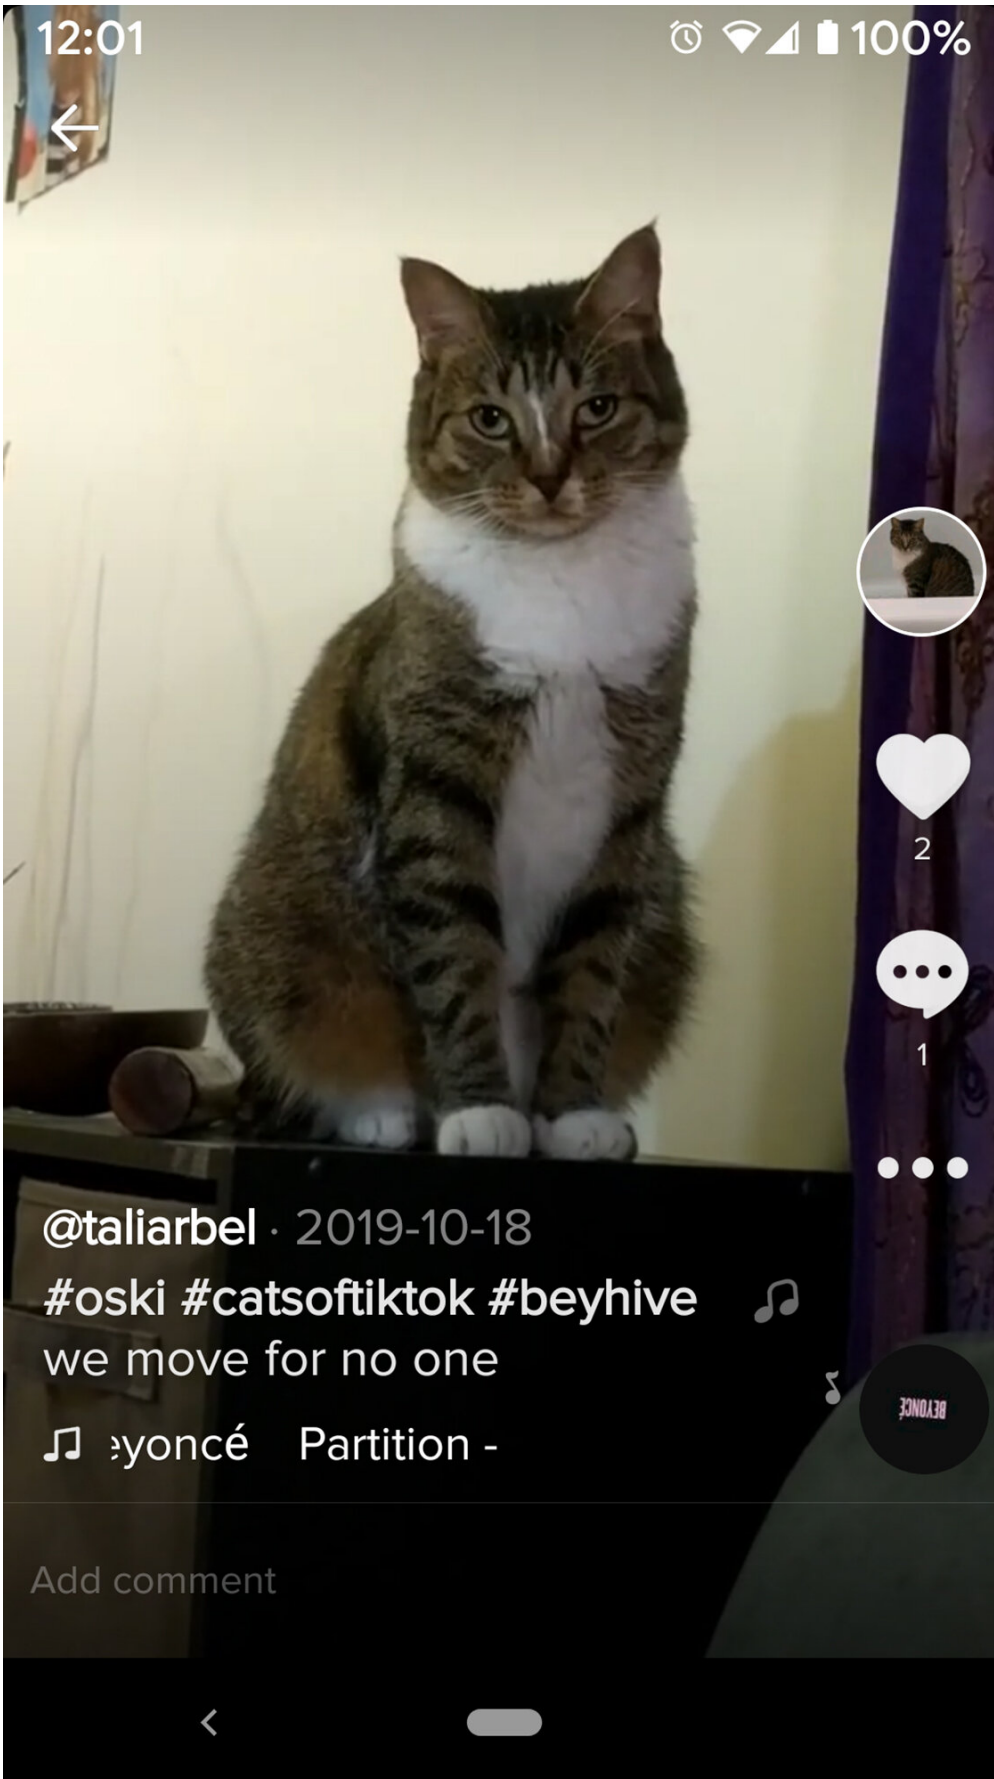 12:01 100%
2
1
@taliarbel · 2019-10-18
#oski #catsoftiktok #beyhive
we move for no one
eyoncé Partition -
BEYONCÉ
Add comment